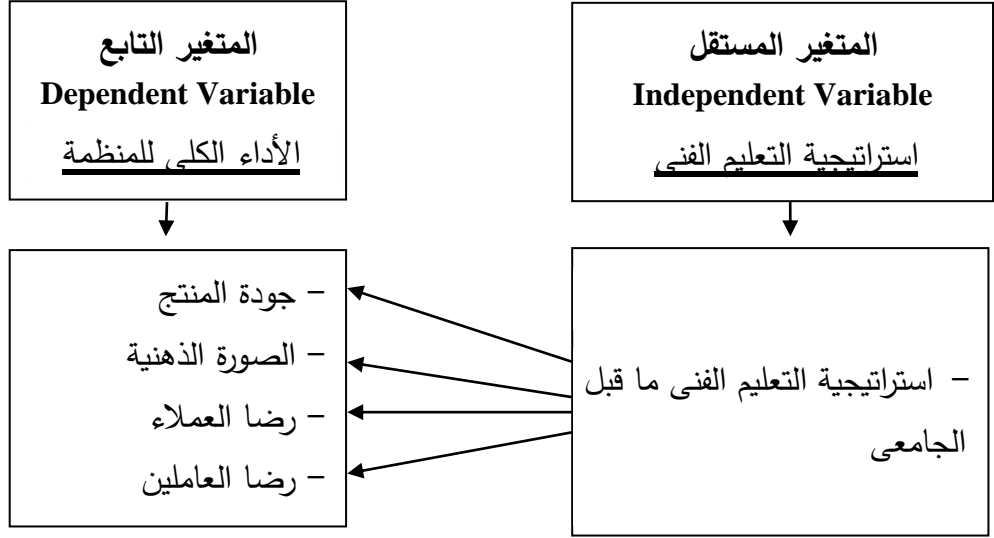 المتغير المستقل
Independent Variable
استراتيجية التعليم الفنى
المتغير التابع
Dependent Variable
الأداء الكلى للمنظمة
– استراتيجية التعليم الفنى ما قبل
الجامعى
– جودة المنتج
– الصورة الذهنية
– رضا العملاء
– رضا العاملين